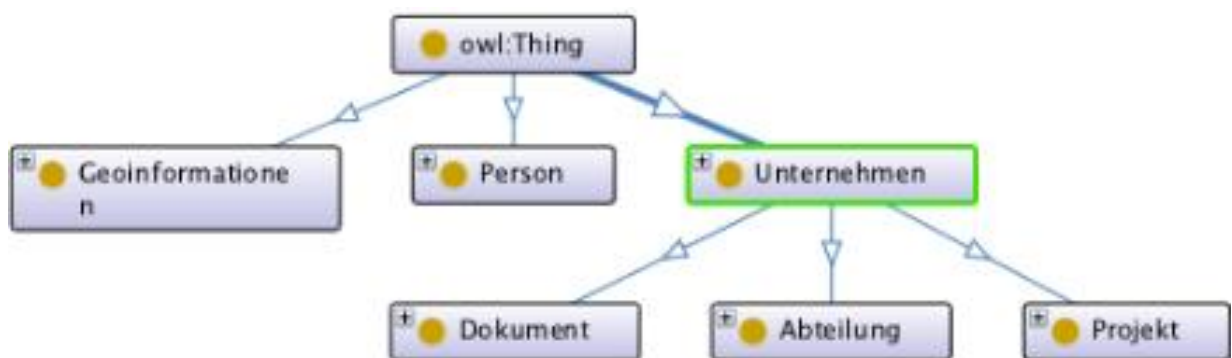 owl:Thing
Geoinformatione
n
Person
Unternehmen
Dokument
Abteilung
Projekt